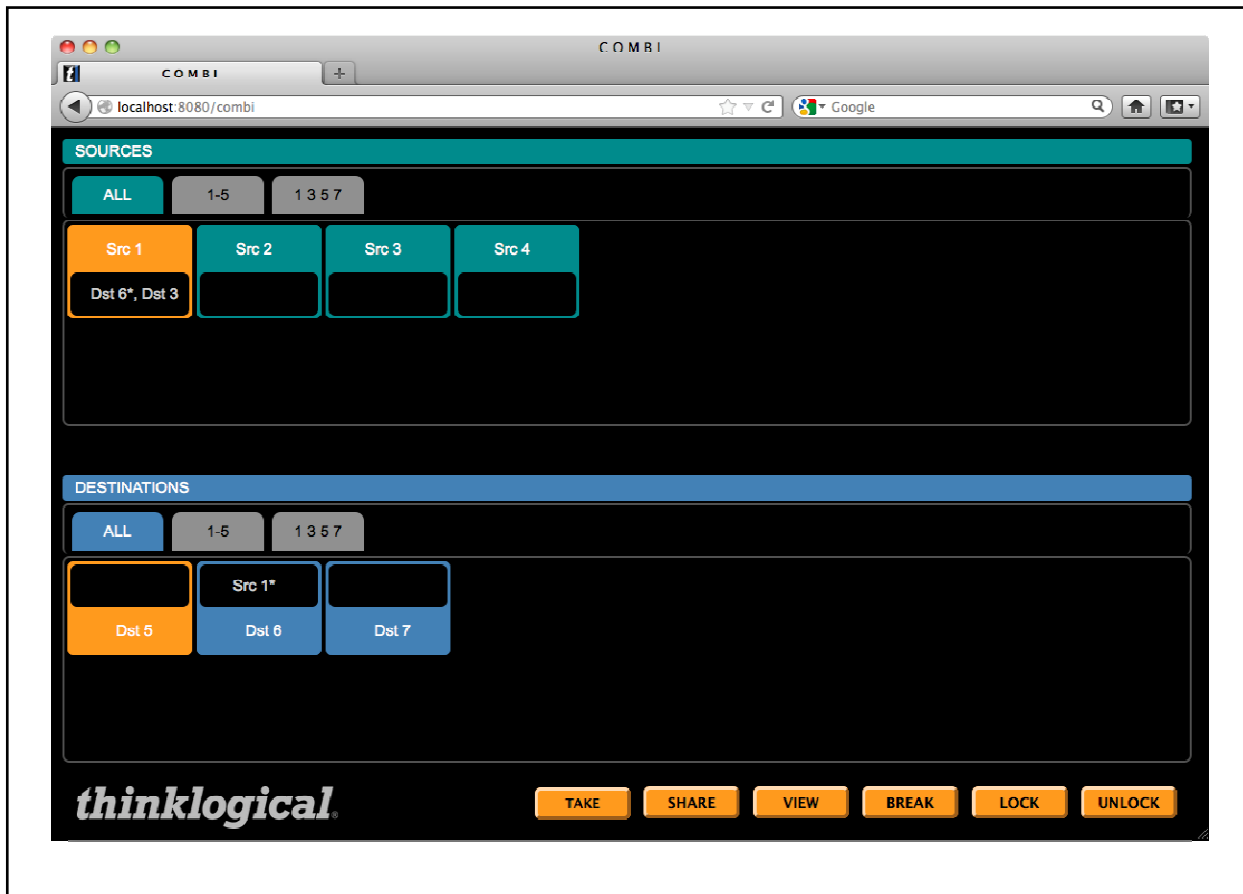 COMBI
COMBI
localhost:8080/combi
Google
SOURCES
ALL 1-5 1 3 5 7
Src 1 Src 2 Src 3 Src 4
Dst 6*, Dst 3
DESTINATIONS
ALL 1-5 1 3 5 7
Src 1*
Dst 5 Dst 6 Dst 7
thinklogical®
TAKE SHARE VIEW BREAK LOCK UNLOCK